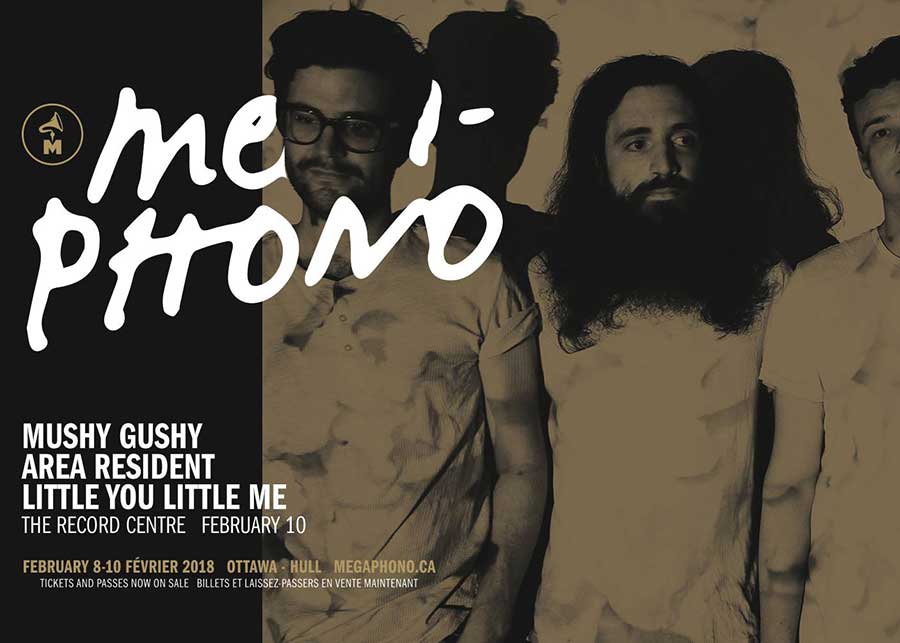 M
me -
PHONO
MUSHY GUSHY
AREA RESIDENT
LITTLE YOU LITTLE ME
THE RECORD CENTRE FEBRUARY 10
FEBRUARY 8-10 FÉVRIER 2018 OTTAWA - HULL MEGAPHONO.CA
TICKETS AND PASSES NOW ON SALE BILLETS ET LAISSEZ-PASSERS EN VENTE MAINTENANT